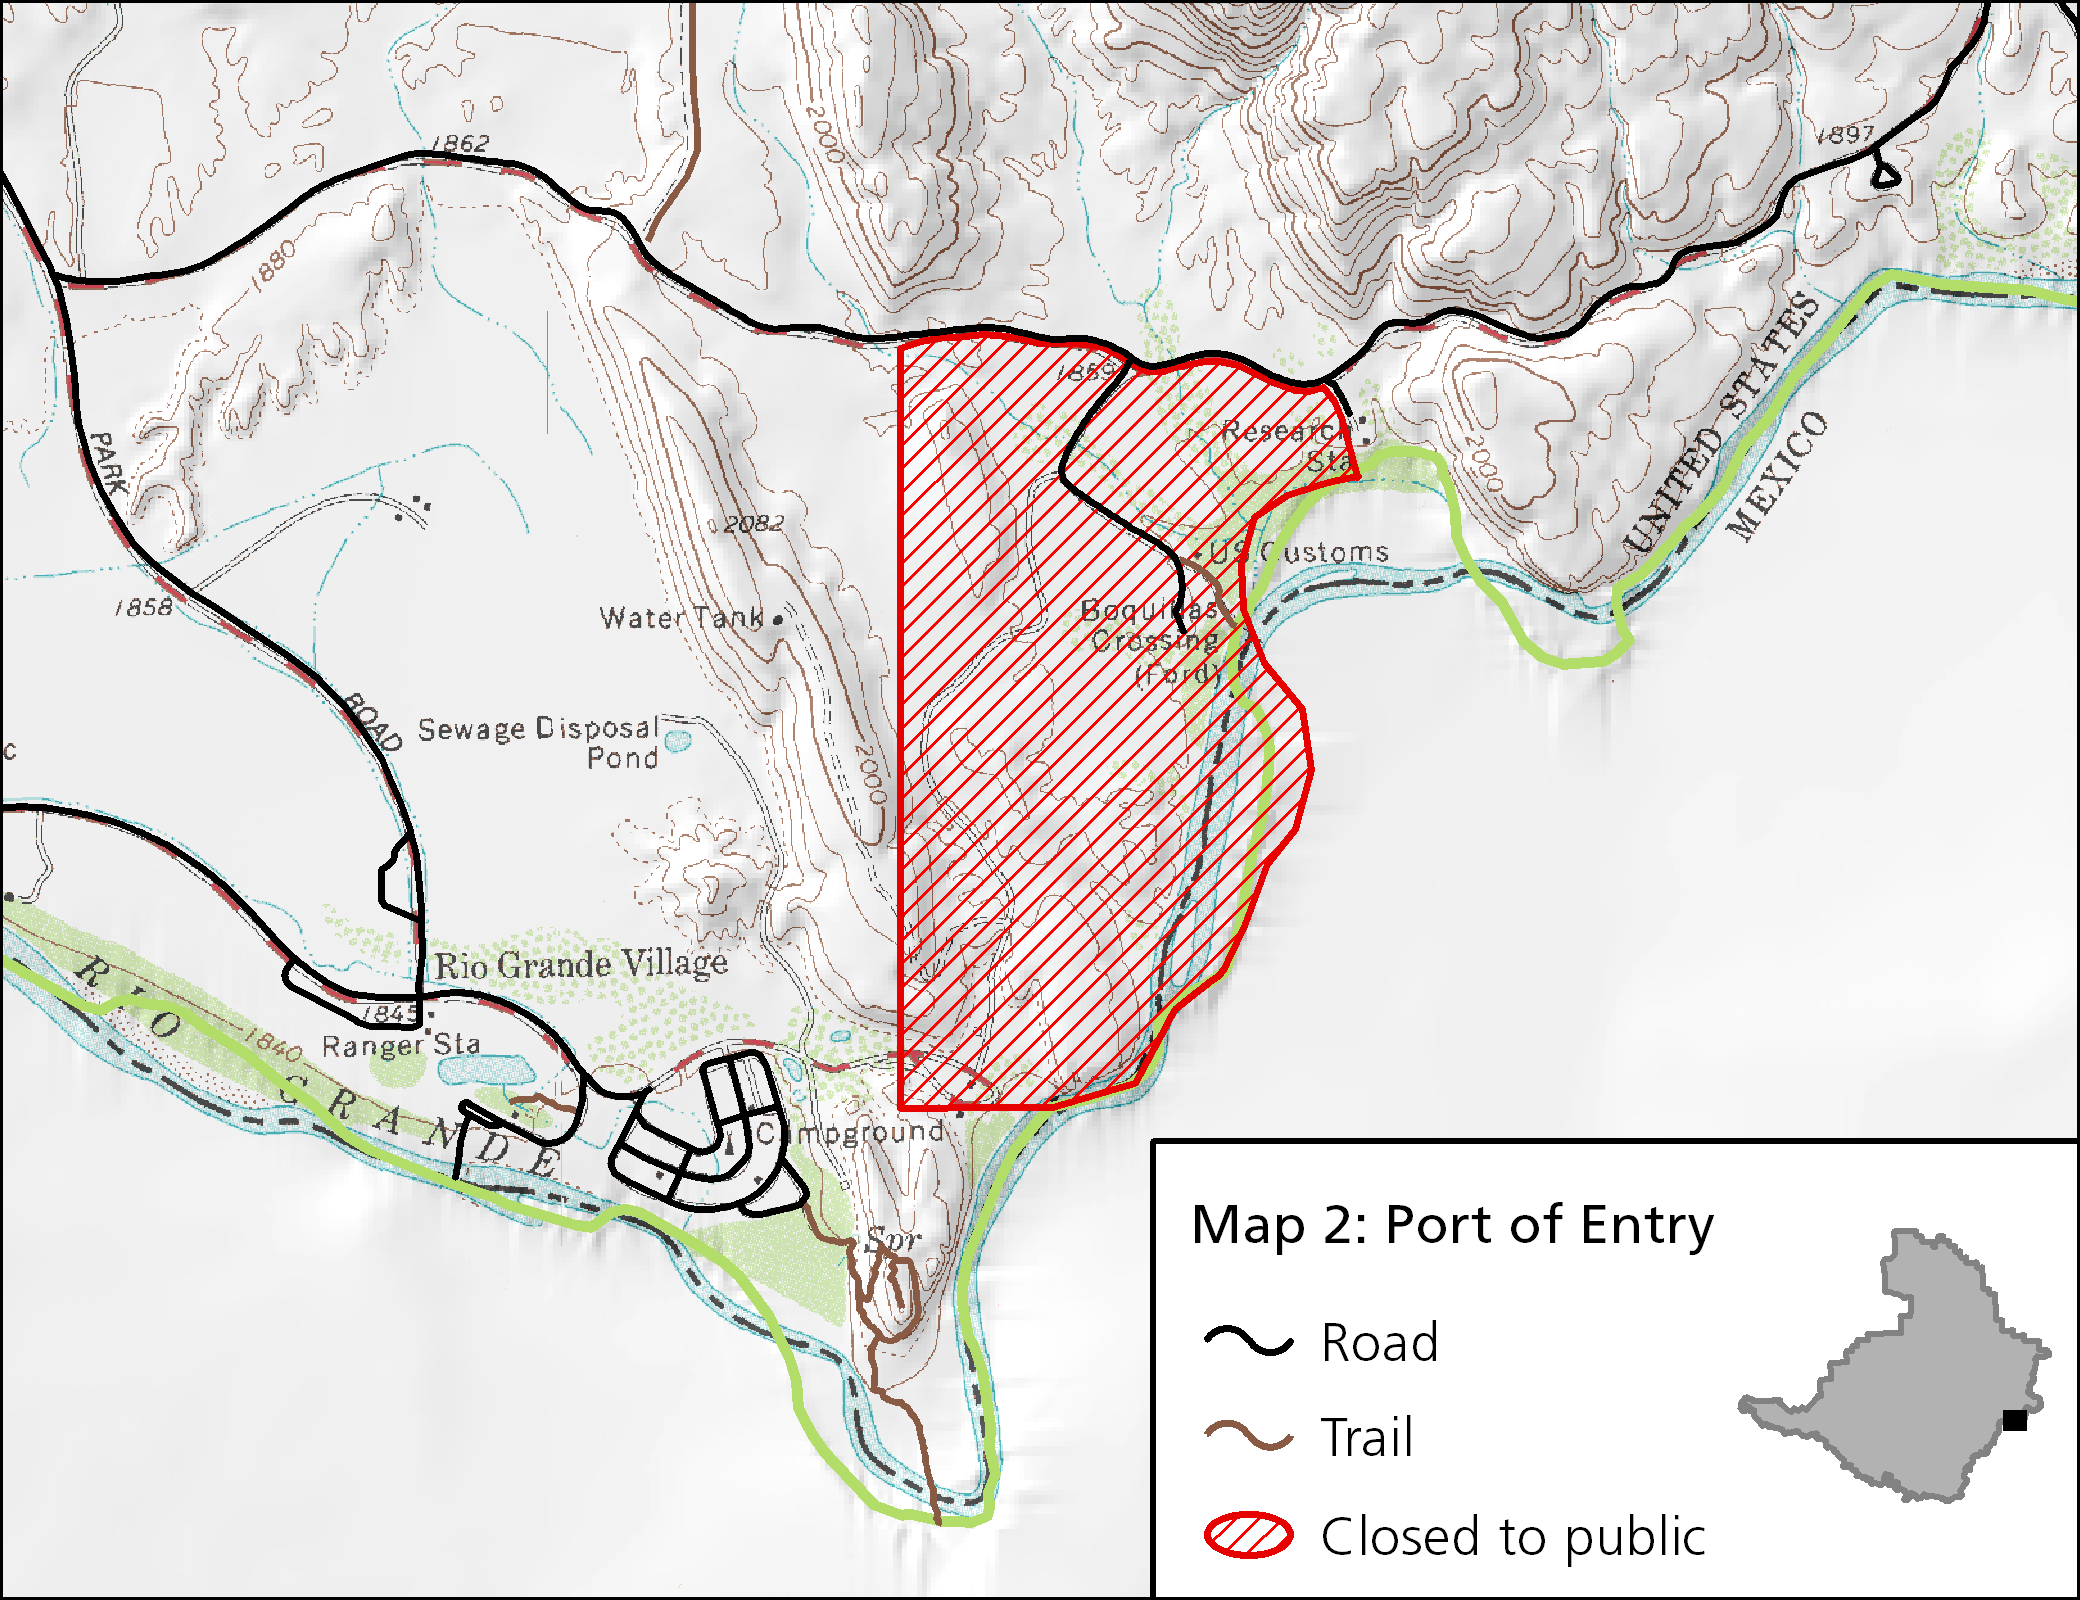 1862
2000
1897
1880
1859
PARK
Research
Sta
2000
UNITED STATES
MEXICO
2082
US Customs
1858
Water Tank
Boquillas
Crossing
(Ford)
ROAD
Sewage Disposal
Pond
2000
c
Rio Grande Village
RIO GRANDE
1845
1840
Ranger Sta
Campground
Spr
Map 2: Port of Entry
Road
Trail
Closed to public